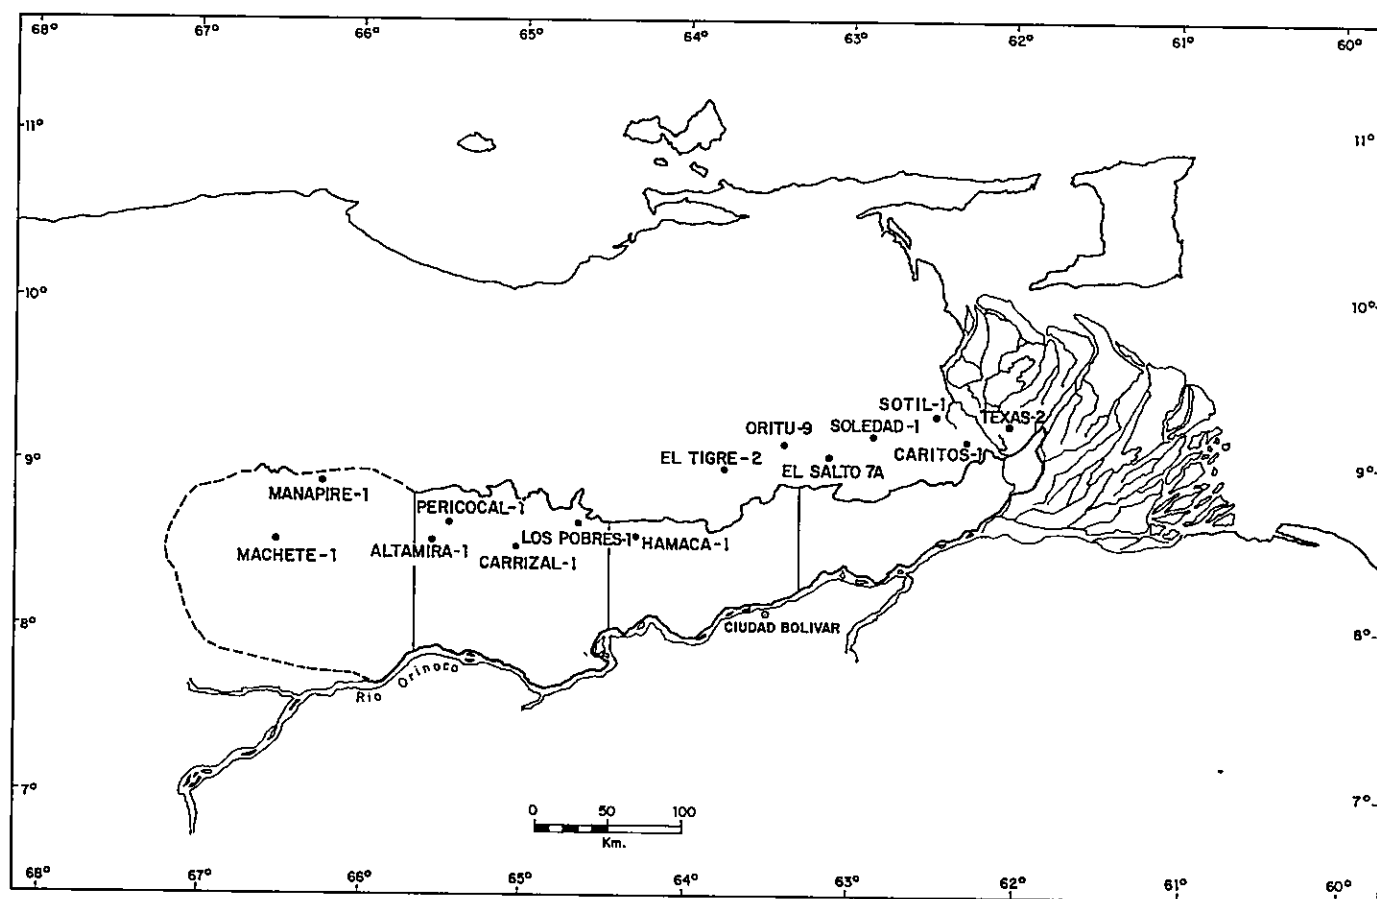 68° 67° 66° 65° 64° 63° 62° 61° 60°
11° 11°
10° 10°
SOTIL-1
TEXAS-2
ORITU-9 SOLEDAD-1
CARITOS-1
EL TIGRE-2 EL SALTO 7A
9° 9°
MANAPIRE-1
PERICOCAL-1
LOS POBRES-1 HAMACA-1
MACHETE-1 ALTAMIRA-1 CARRIZAL-1
8° CIUDAD BOLIVAR 8°
Río Orinoco
7° 7°
0 50 100
Km.
68° 67° 66° 65° 64° 63° 62° 61° 60°